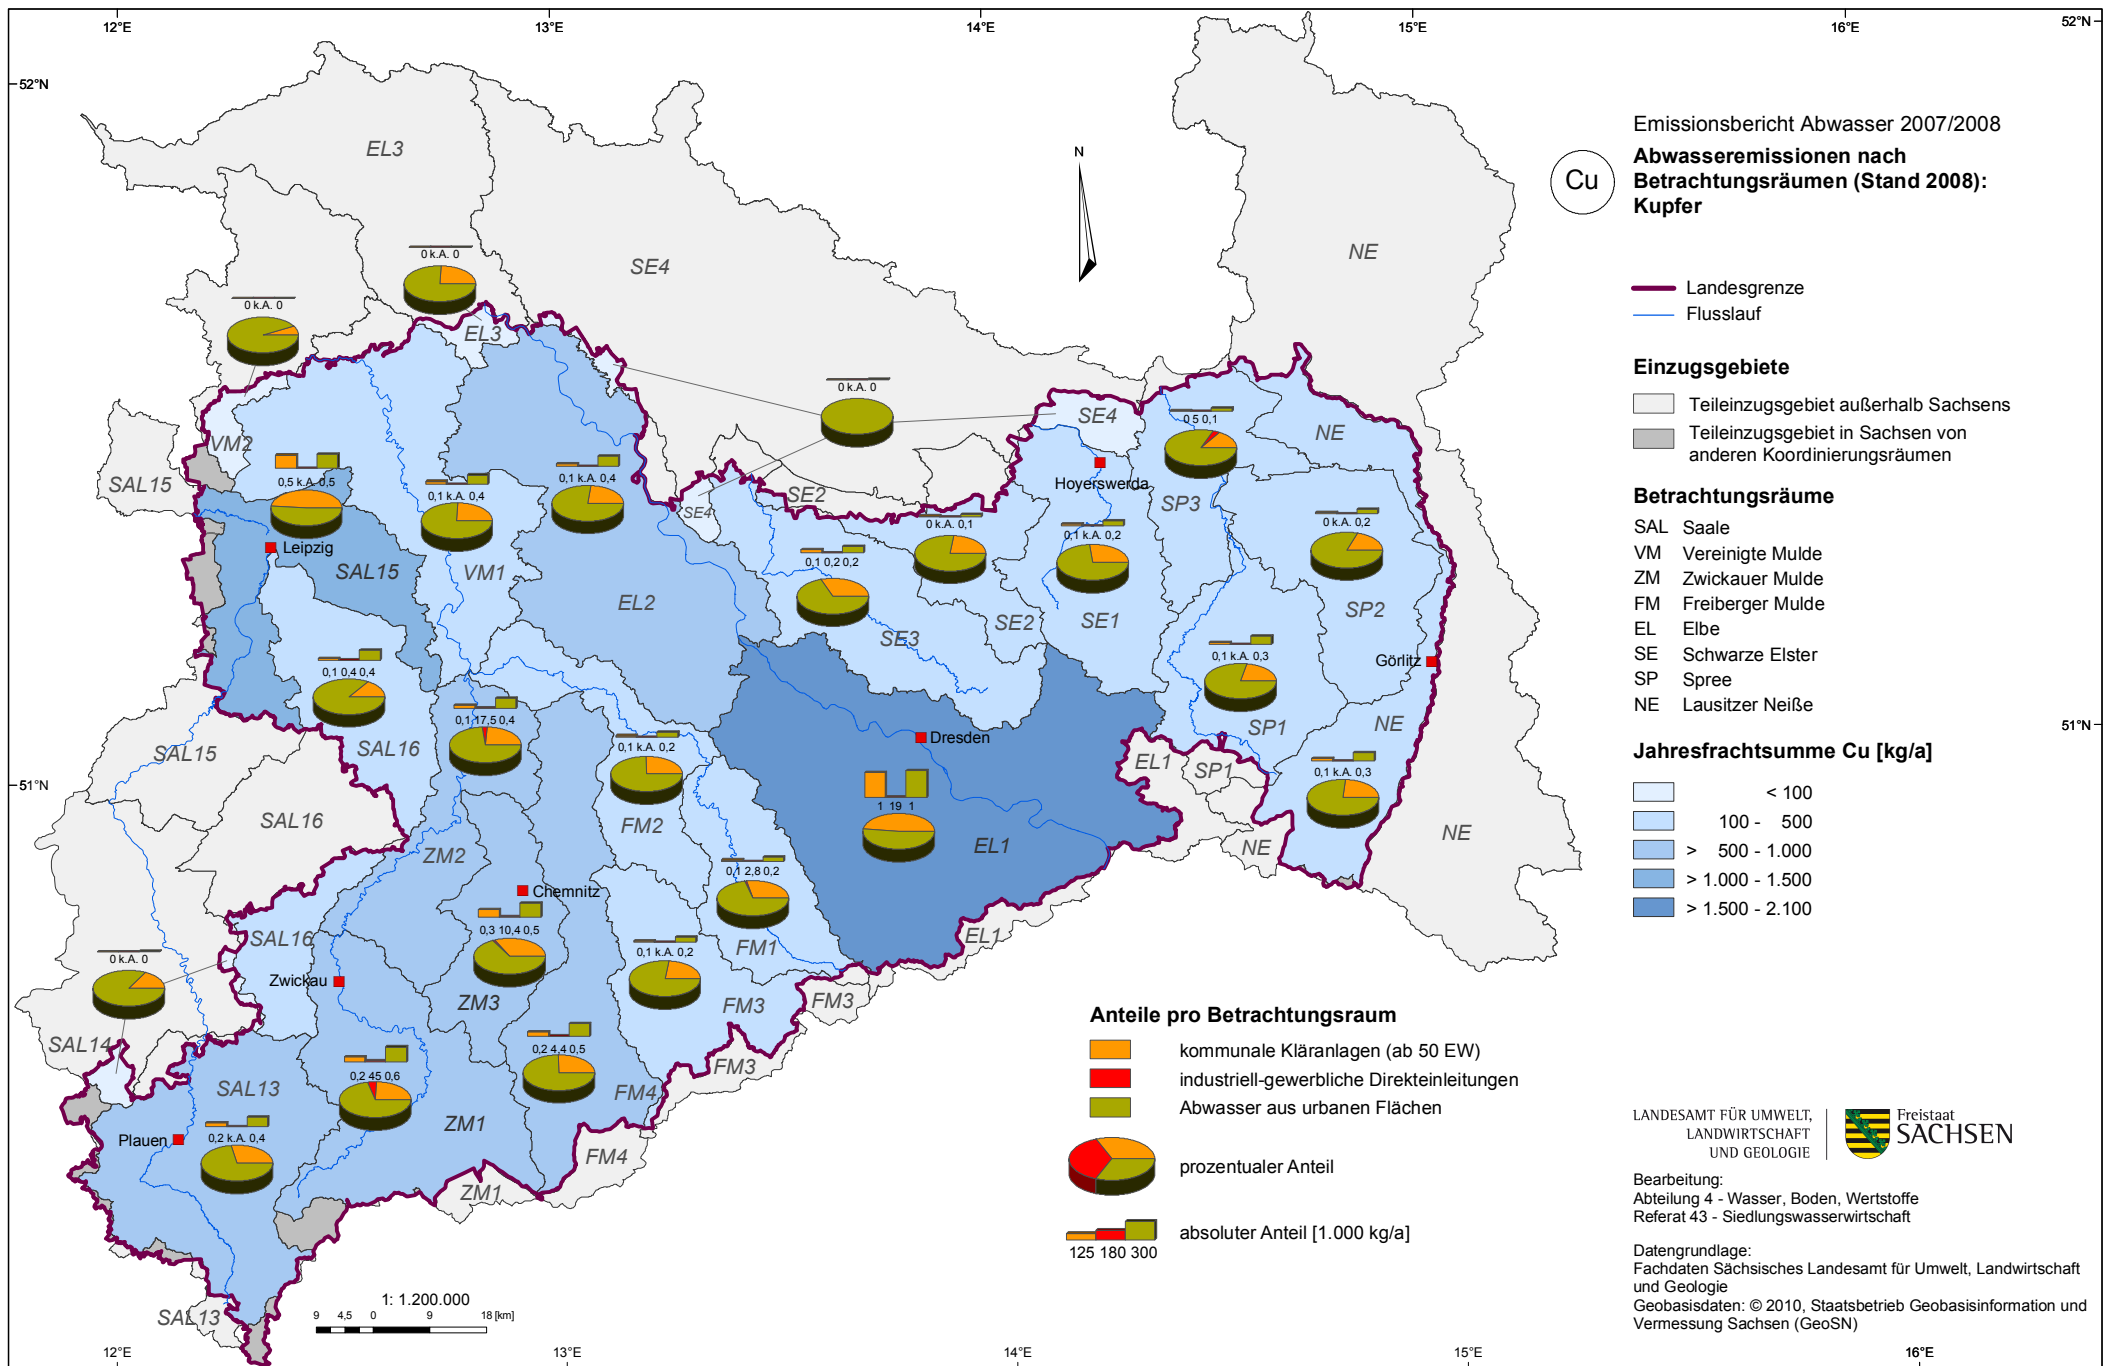 12°E
13°E
14°E
15°E
16°E
52°N
52°N
51°N
51°N
12°E
13°E
14°E
15°E
16°E
N
Cu
Emissionsbericht Abwasser 2007/2008
Abwasseremissionen nach
Betrachtungsräumen (Stand 2008):
Kupfer
Landesgrenze
Flusslauf
Einzugsgebiete
Teileinzugsgebiet außerhalb Sachsens
Teileinzugsgebiet in Sachsen von
anderen Koordinierungsräumen
Betrachtungsräume
SAL Saale
VM Vereinigte Mulde
ZM Zwickauer Mulde
FM Freiberger Mulde
EL Elbe
SE Schwarze Elster
SP Spree
NE Lausitzer Neiße
Jahresfrachtsumme Cu [kg/a]
< 100
100 - 500
> 500 - 1.000
> 1.000 - 1.500
> 1.500 - 2.100
EL3
SE4
NE
0 k.A. 0
0 k.A. 0
EL3
0 k.A. 0
SE4
0 5 0,1
NE
VM2
SAL15
0,5 k.A. 0,5
0,1 k.A. 0,4
0,1 k.A. 0,4
SE4
SE2
Hoyerswerda
SP3
0 k.A. 0,1
0,1 k.A. 0,2
0 k.A. 0,2
Leipzig
SAL15
VM1
EL2
0,1 0,2 0,2
SE3
SE2
SE1
SP2
0,1 0,4 0,4
0,1 k.A. 0,3
Görlitz
SAL16
0,1 17,5 0,4
0,1 k.A. 0,2
Dresden
SP1
NE
SAL15
EL1
SP1
0,1 k.A. 0,3
1 19 1
SAL16
FM2
EL1
NE
NE
ZM2
0,1 2,8 0,2
Chemnitz
0,3 10,4 0,5
SAL16
FM1
EL1
0,1 k.A. 0,2
0 k.A. 0
Zwickau
ZM3
FM3
FM3
SAL14
0,2 4,4 0,5
FM3
SAL13
0,2 45 0,6
FM4
ZM1
Plauen
0,2 k.A. 0,4
FM4
ZM1
SAL13
1: 1.200.000
9 4,5 0 9 18 [km]
Anteile pro Betrachtungsraum
kommunale Kläranlagen (ab 50 EW)
industriell-gewerbliche Direkteinleitungen
Abwasser aus urbanen Flächen
prozentualer Anteil
absoluter Anteil [1.000 kg/a]
125 180 300
LANDESAMT FÜR UMWELT,
LANDWIRTSCHAFT
UND GEOLOGIE
Freistaat
SACHSEN
Bearbeitung:
Abteilung 4 - Wasser, Boden, Wertstoffe
Referat 43 - Siedlungswasserwirtschaft
Datengrundlage:
Fachdaten Sächsisches Landesamt für Umwelt, Landwirtschaft
und Geologie
Geobasisdaten: © 2010, Staatsbetrieb Geobasisinformation und
Vermessung Sachsen (GeoSN)